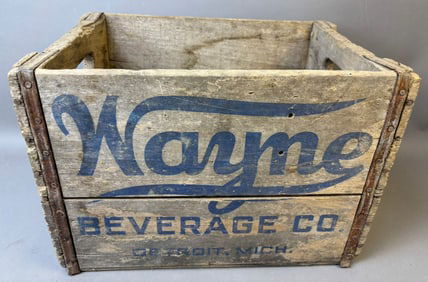 Wayne
BEVERAGE CO.
DETROIT, MICH.